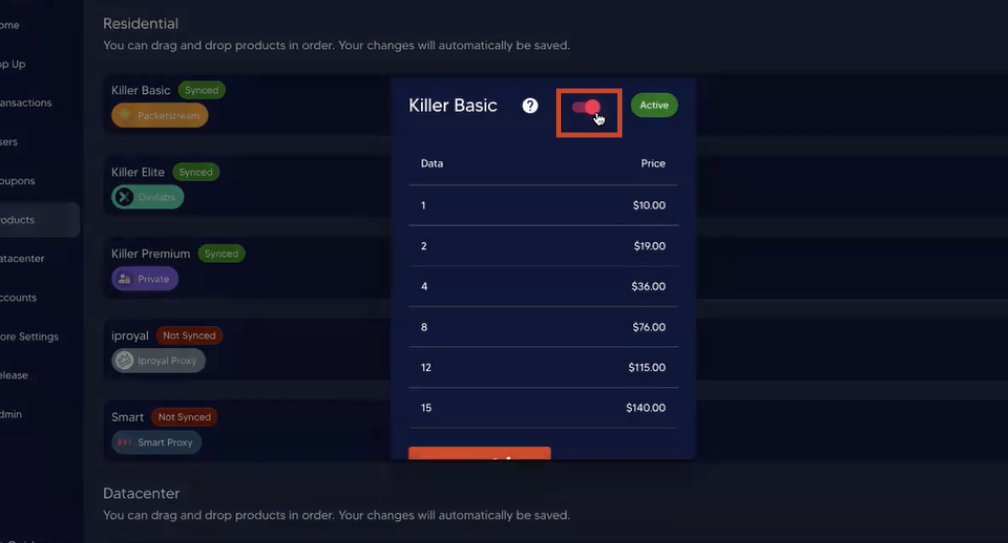 Residential
You can drag and drop products in order. Your changes will automatically be saved.
ome
op Up
ansactions
sers
oupons
oducts
atacenter
ccounts
ore Settings
elease
dmin
Killer Basic Synced
Packetstream
Killer Elite Synced
Oxylabs
Killer Premium Synced
Private
iproyal Not Synced
Iproyal Proxy
Smart Not Synced
Smart Proxy
Killer Basic ? Active
Data Price
1 $10.00
2 $19.00
4 $36.00
8 $76.00
12 $115.00
15 $140.00
Datacenter
You can drag and drop products in order. Your changes will automatically be saved.